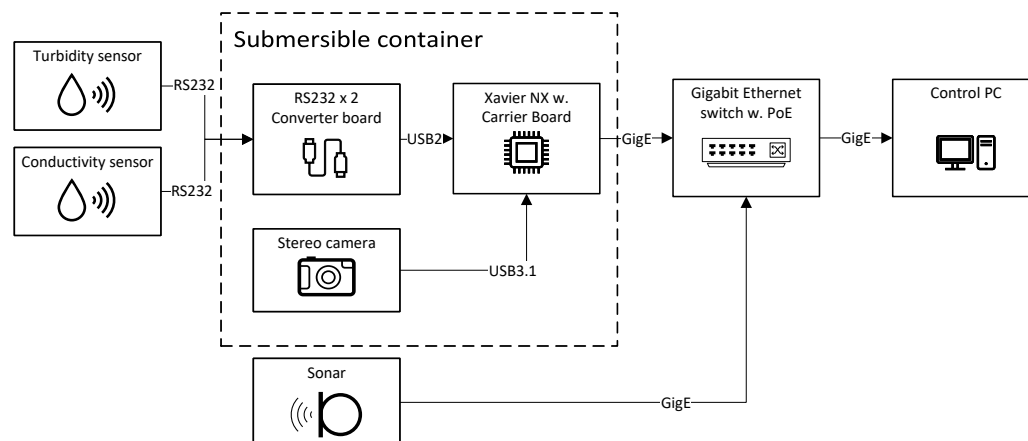 Submersible container
Turbidity sensor
RS232
Conductivity sensor
RS232
RS232 x 2
Converter board
USB2
Xavier NX w.
Carrier Board
GigE
Gigabit Ethernet
switch w. PoE
GigE
Control PC
Stereo camera
USB3.1
Sonar
GigE